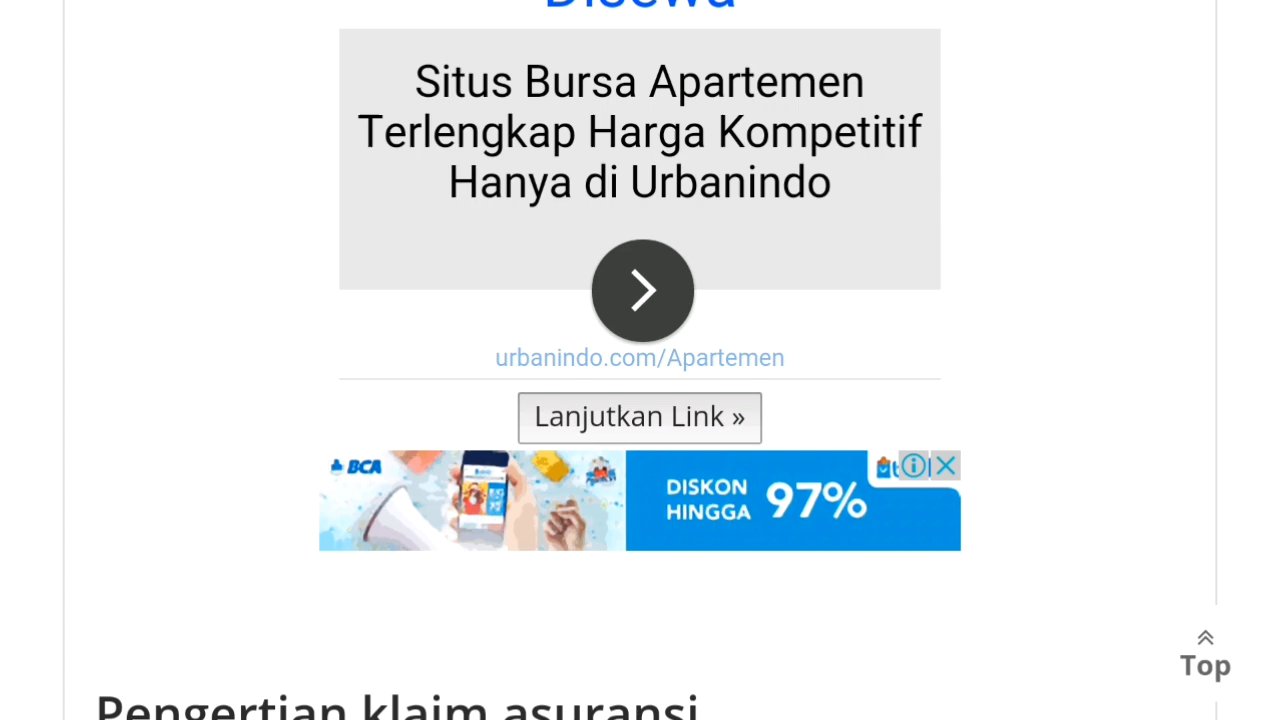 Disewa
Situs Bursa Apartemen
Terlengkap Harga Kompetitif
Hanya di Urbanindo
urbanindo.com/Apartemen
Lanjutkan Link »
BCA
DISKON
HINGGA
97%
Top
Pengertian klaim asuransi